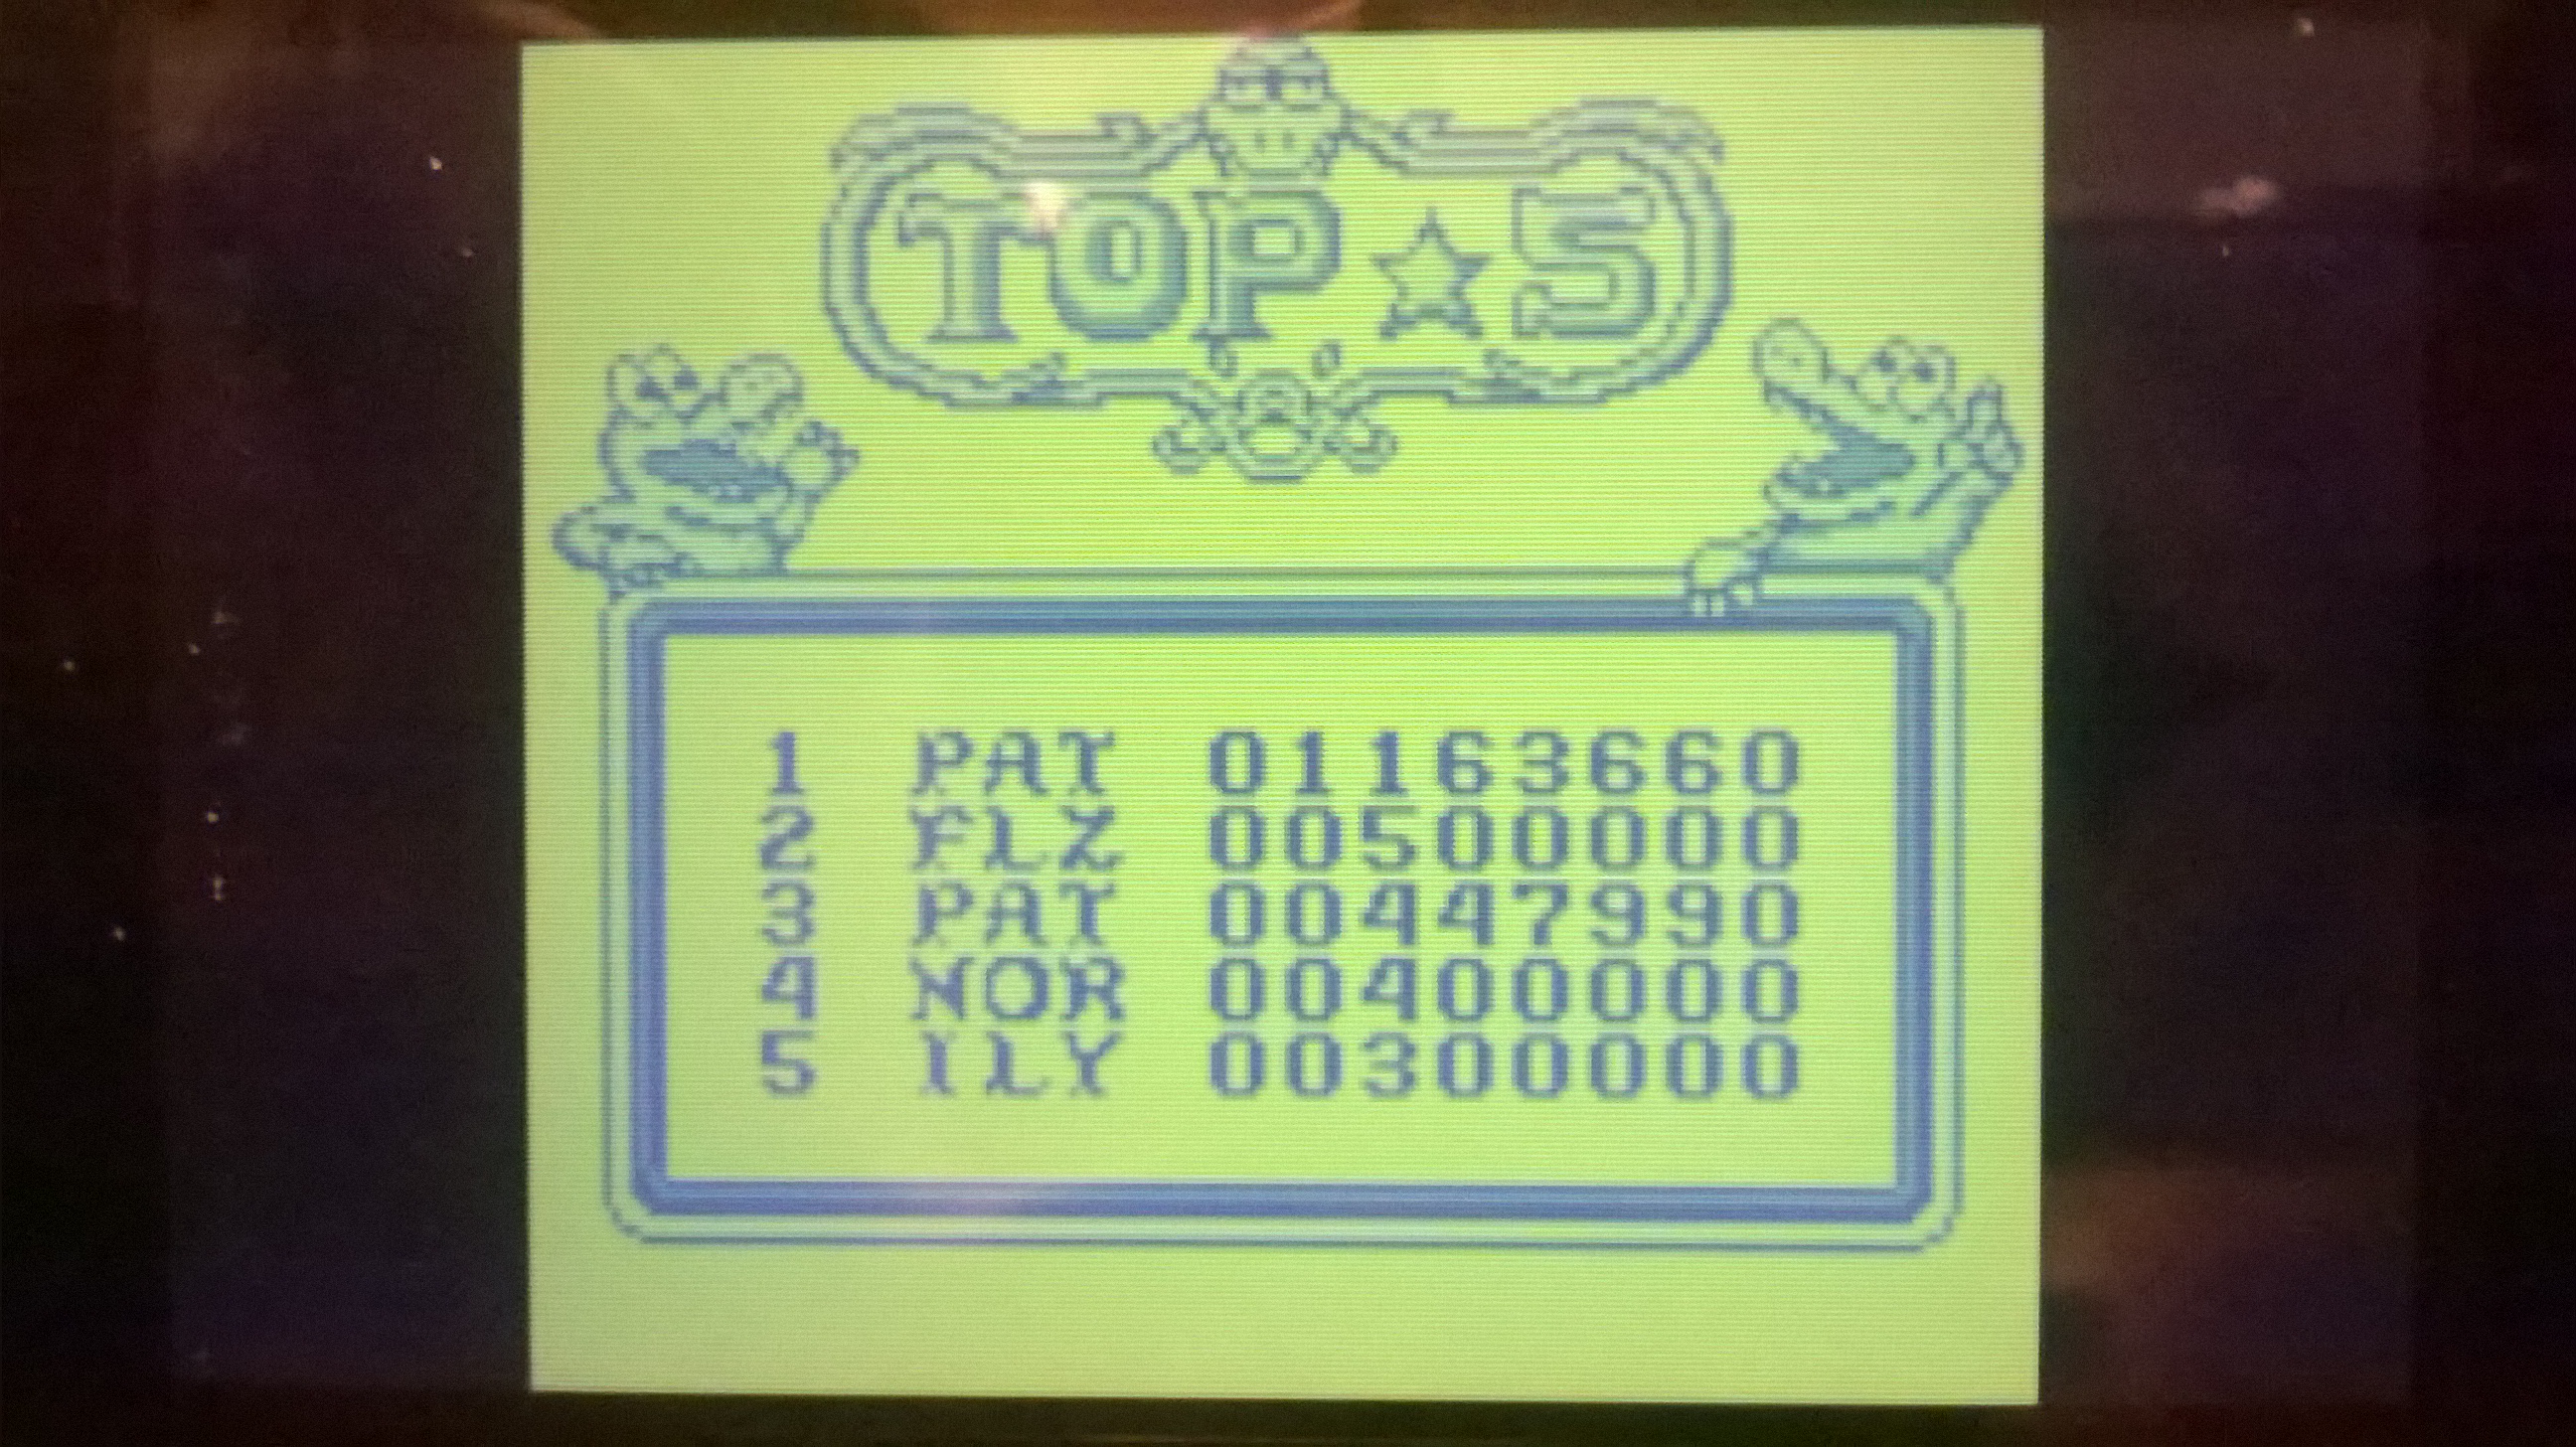 TOP★5
1 PAT 01163660
2 FLZ 00500000
3 PAT 00447990
4 NOR 00400000
5 ILY 00300000